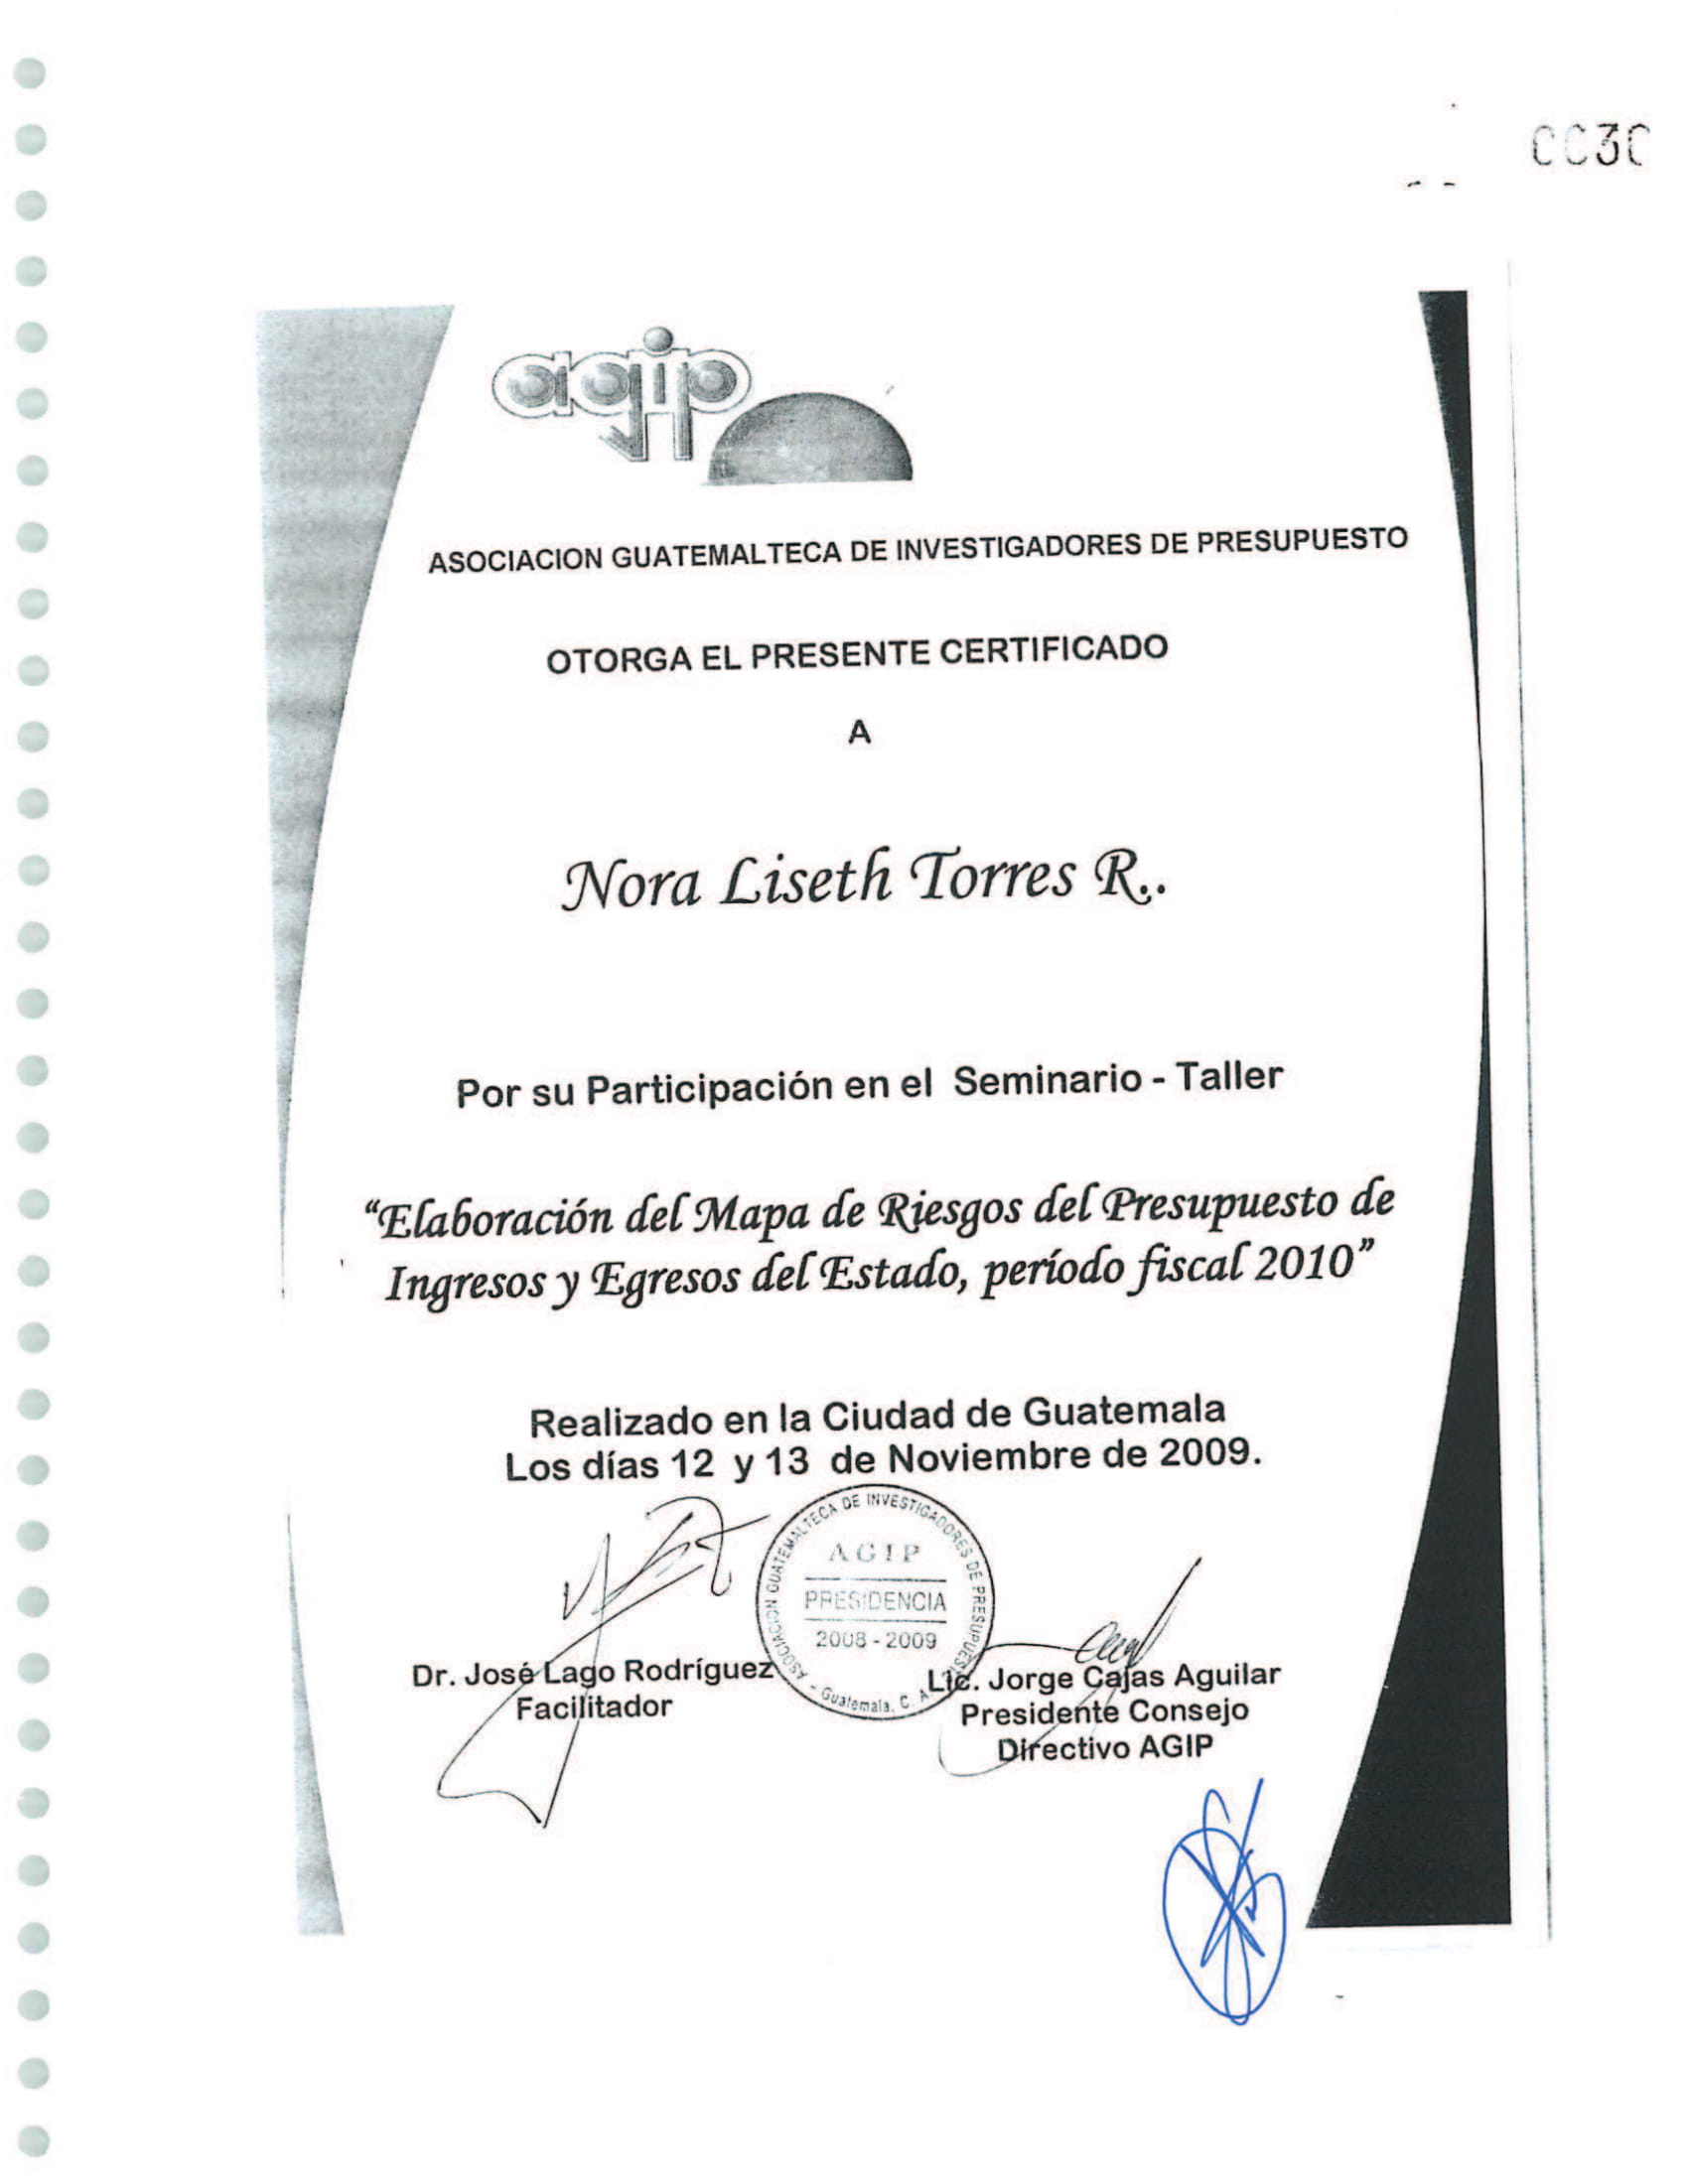 agip
ASOCIACION GUATEMALTECA DE INVESTIGADORES DE PRESUPUESTO
OTORGA EL PRESENTE CERTIFICADO
A
Nora Liseth Torres R..
Por su Participación en el Seminario - Taller
“Elaboración del Mapa de Riesgos del Presupuesto de
Ingresos y Egresos del Estado, período fiscal 2010”
Realizado en la Ciudad de Guatemala
Los días 12 y 13 de Noviembre de 2009.
ASOCIACION GUATEMALTECA DE INVESTIGADORES DE PRESUPUESTO
AGIP
PRESIDENCIA
2008 - 2009
- Guatemala, C. A.
Dr. José Lago Rodríguez
Facilitador
Lic. Jorge Cajas Aguilar
Presidente Consejo
Directivo AGIP